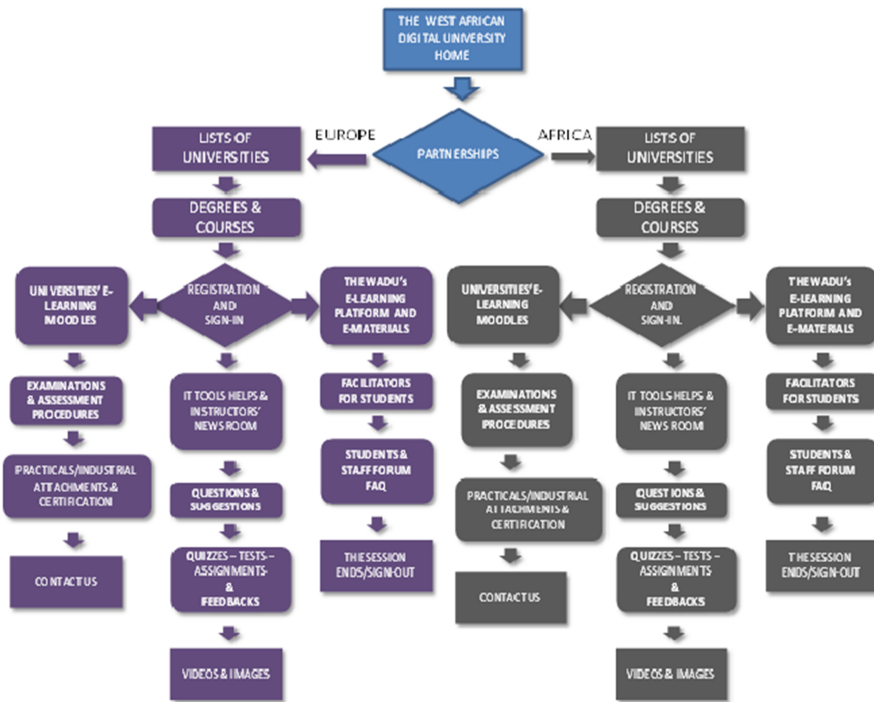 THE WEST AFRICAN
DIGITAL UNIVERSITY
HOME
PARTNERSHIPS
EUROPE
LISTS OF
UNIVERSITIES
DEGREES &
COURSES
REGISTRATION
AND
SIGN-IN
UNIVERSITIES' E-
LEARNING
MOODLES
EXAMINATIONS
& ASSESSMENT
PROCEDURES
PRACTICALS/INDUSTRIAL
ATTACHMENTS &
CERTIFICATION
CONTACT US
IT TOOLS HELPS &
INSTRUCTORS'
NEWS ROOM
QUESTIONS &
SUGGESTIONS
QUIZZES – TESTS –
ASSIGNMENTS
&
FEEDBACKS
VIDEOS & IMAGES
THE WADU's
E-LEARNING
PLATFORM AND
E-MATERIALS
FACILITATORS
FOR STUDENTS
STUDENTS &
STAFF FORUM
FAQ
THE SESSION
ENDS/SIGN-OUT
AFRICA
LISTS OF
UNIVERSITIES
DEGREES &
COURSES
REGISTRATION
AND
SIGN-IN.
UNIVERSITIES' E-
LEARNING
MOODLES
EXAMINATIONS
& ASSESSMENT
PROCEDURES
PRACTICALS/INDUSTRIAL
ATTACHMENTS &
CERTIFICATION
CONTACT US
IT TOOLS HELPS &
INSTRUCTORS'
NEWS ROOM
QUESTIONS &
SUGGESTIONS
QUIZZES – TESTS –
ASSIGNMENTS
&
FEEDBACKS
VIDEOS & IMAGES
THE WADU's
E-LEARNING
PLATFORM AND
E-MATERIALS
FACILITATORS
FOR STUDENTS
STUDENTS &
STAFF FORUM
FAQ
THE SESSION
ENDS/SIGN-OUT